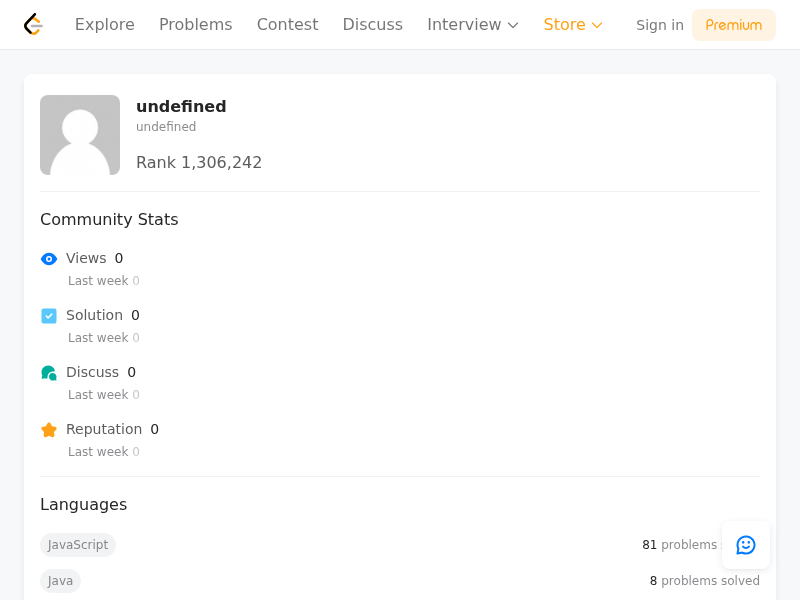 Explore Problems Contest Discuss Interview Store Sign in Premium
undefined
undefined
Rank 1,306,242
Community Stats
Views 0
Last week 0
Solution 0
Last week 0
Discuss 0
Last week 0
Reputation 0
Last week 0
Languages
JavaScript 81 problems
Java 8 problems solved